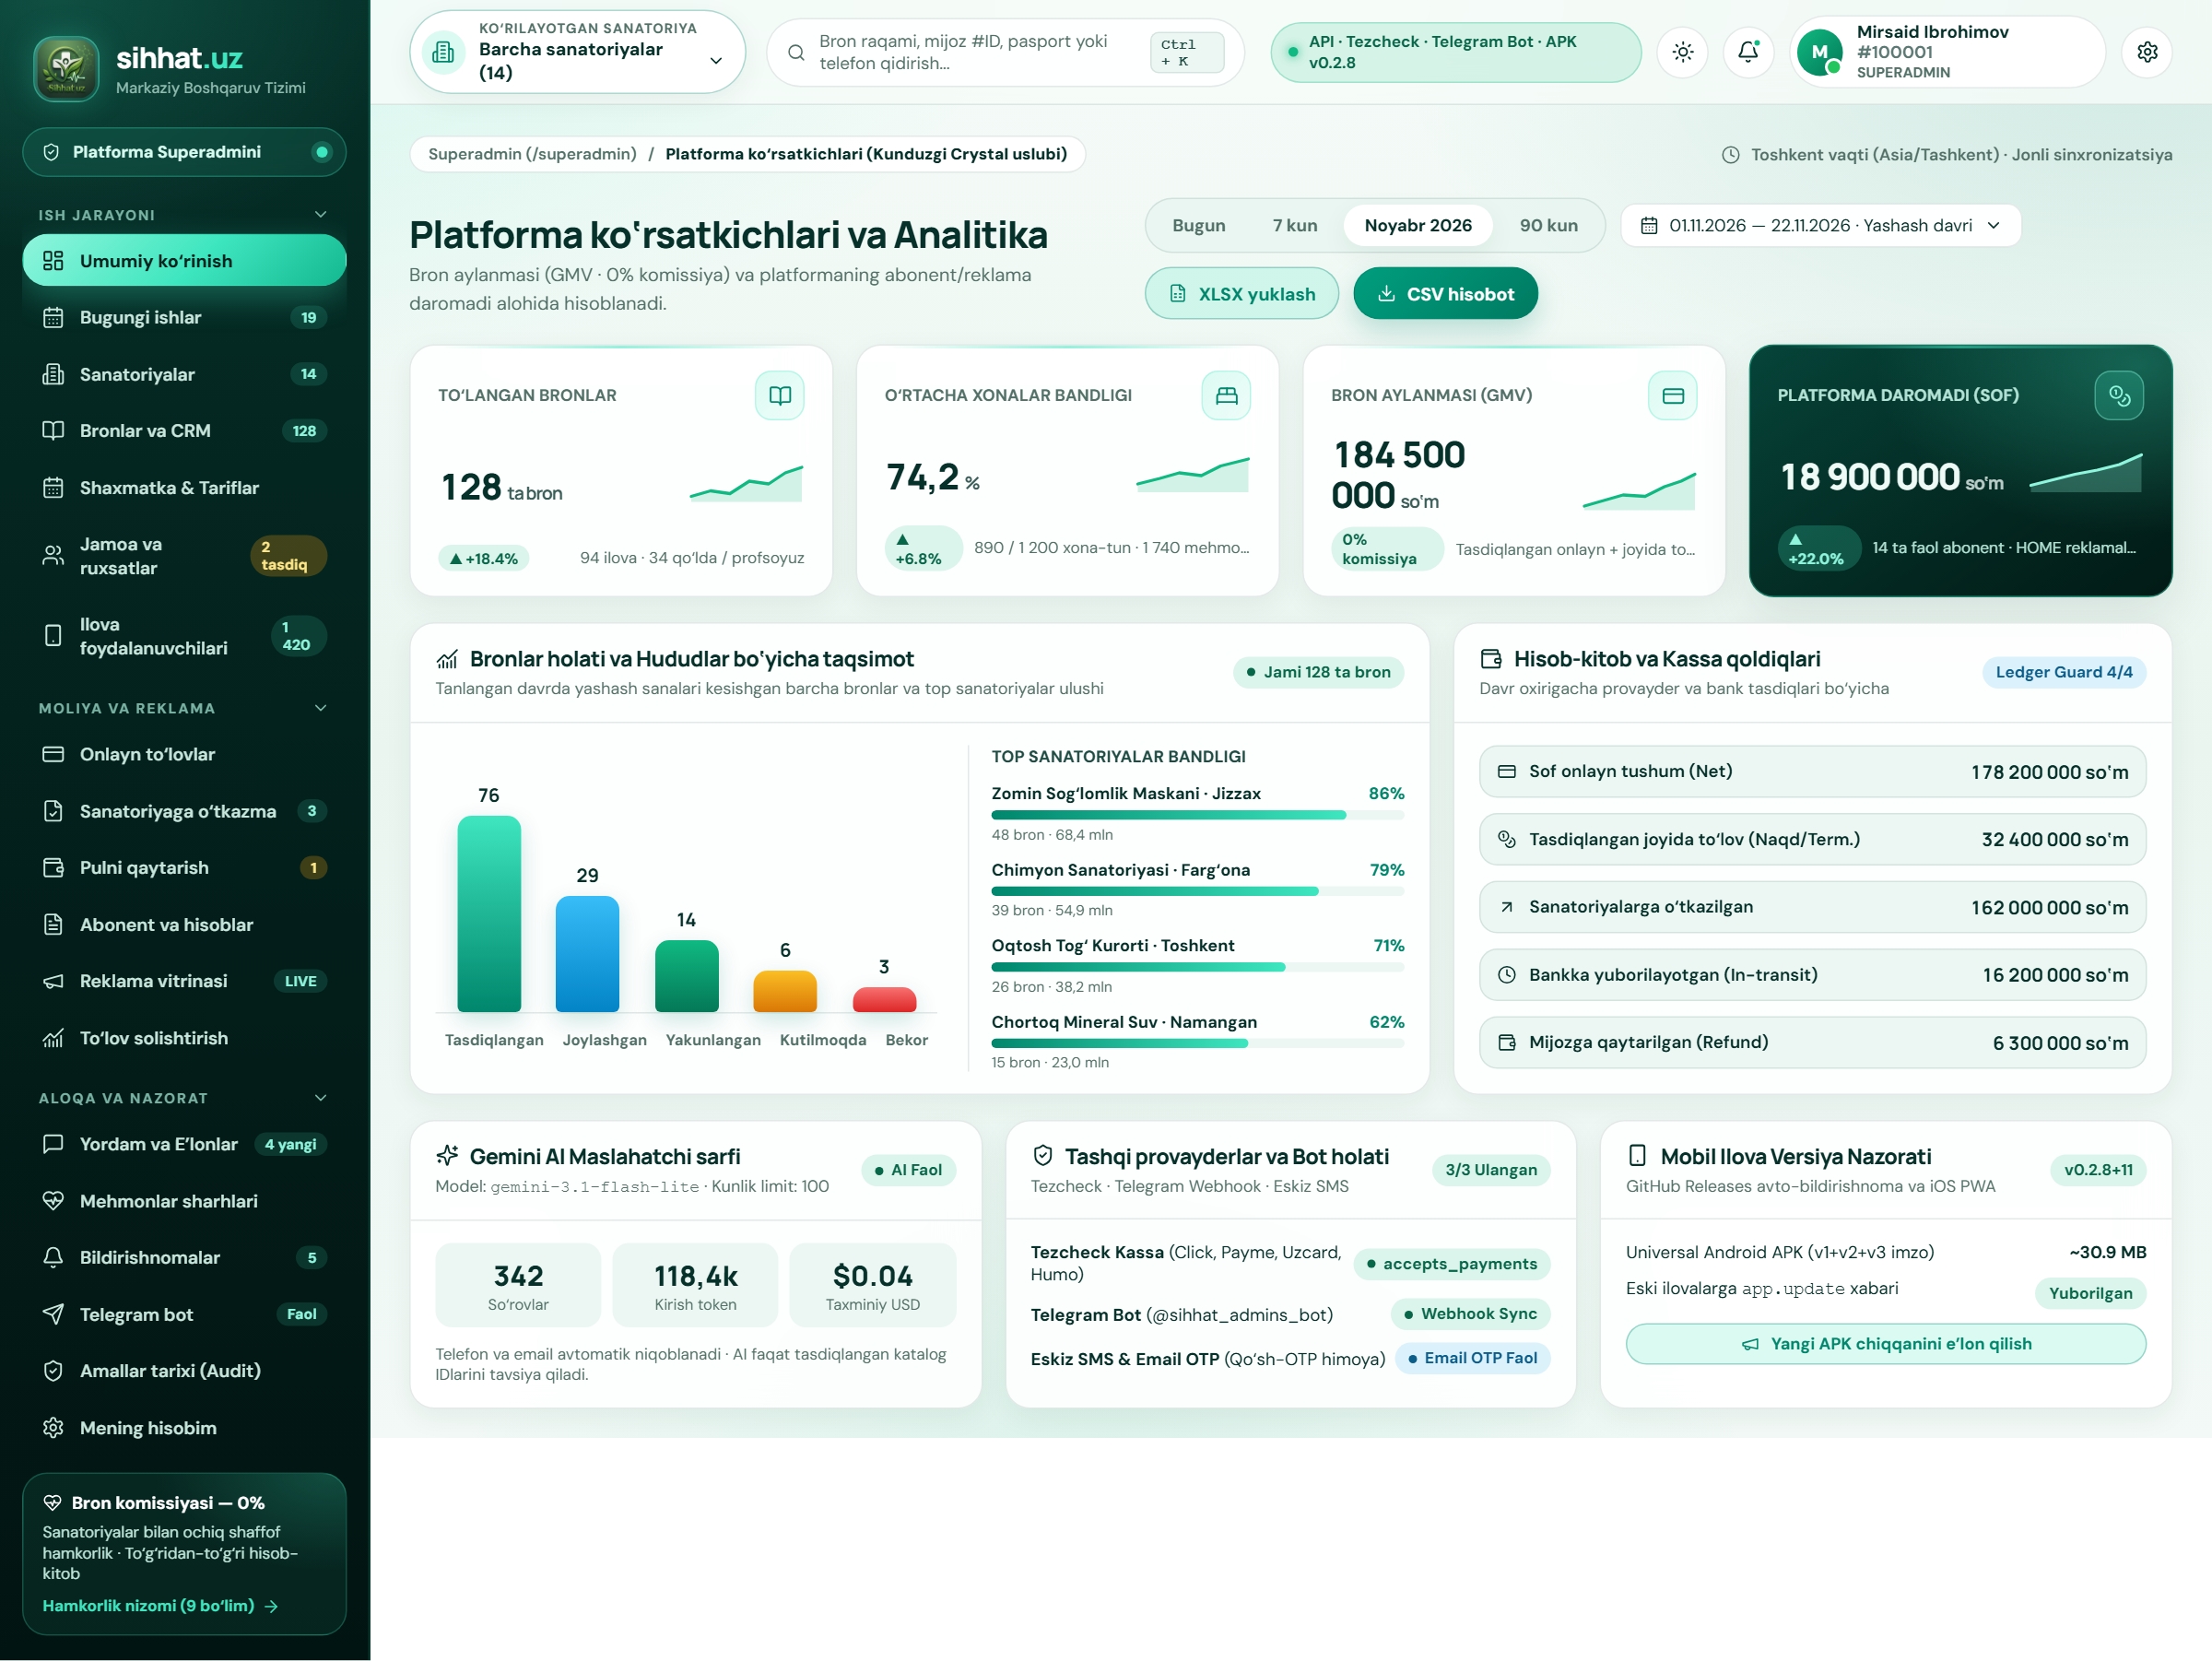 sihhat.uz
Markaziy Boshqaruv Tizimi
Platforma Superadmini
ISH JARAYONI
Umumiy ko‘rinish
Bugungi ishlar 19
Sanatoriyalar 14
Bronlar va CRM 128
Shaxmatka & Tariflar
Jamoa va
ruxsatlar
2
tasdiq
Ilova
foydalanuvchilari
1
420
MOLIYA VA REKLAMA
Onlayn to‘lovlar
Sanatoriyaga o‘tkazma 3
Pulni qaytarish 1
Abonent va hisoblar
Reklama vitrinasi LIVE
To‘lov solishtirish
ALOQA VA NAZORAT
Yordam va E’lonlar 4 yangi
Mehmonlar sharhlari
Bildirishnomalar 5
Telegram bot Faol
Amallar tarixi (Audit)
Mening hisobim
Bron komissiyasi — 0%
Sanatoriyalar bilan ochiq shaffof
hamkorlik · To‘g‘ridan-to‘g‘ri hisob-
kitob
Hamkorlik nizomi (9 bo‘lim) →
KO‘RILAYOTGAN SANATORIYA
Barcha sanatoriyalar
(14)
Bron raqami, mijoz #ID, pasport yoki
telefon qidirish...
Ctrl
+ K
API · Tezcheck · Telegram Bot · APK
v0.2.8
M
Mirsaid Ibrohimov
#100001
SUPERADMIN
Superadmin (/superadmin) / Platforma ko‘rsatkichlari (Kunduzgi Crystal uslubi)
Toshkent vaqti (Asia/Tashkent) · Jonli sinxronizatsiya
Platforma ko‘rsatkichlari va Analitika
Bron aylanmasi (GMV · 0% komissiya) va platformaning abonent/reklama
daromadi alohida hisoblanadi.
Bugun 7 kun Noyabr 2026 90 kun
01.11.2026 — 22.11.2026 · Yashash davri
XLSX yuklash
CSV hisobot
TO‘LANGAN BRONLAR
128 ta bron
▲ +18.4%
94 ilova · 34 qo‘lda / profsoyuz
O‘RTACHA XONALAR BANDLIGI
74,2 %
▲
+6.8%
890 / 1 200 xona-tun · 1 740 mehmo...
BRON AYLANMASI (GMV)
184 500
000 so‘m
0%
komissiya
Tasdiqlangan onlayn + joyida to...
PLATFORMA DAROMADI (SOF)
18 900 000 so‘m
▲
+22.0%
14 ta faol abonent · HOME reklamal...
Bronlar holati va Hududlar bo‘yicha taqsimot
Tanlangan davrda yashash sanalari kesishgan barcha bronlar va top sanatoriyalar ulushi
Jami 128 ta bron
76
29
14
6
3
Tasdiqlangan Joylashgan Yakunlangan Kutilmoqda Bekor
TOP SANATORIYALAR BANDLIGI
Zomin Sog‘lomlik Maskani · Jizzax 86%
48 bron · 68,4 mln
Chimyon Sanatoriyasi · Farg‘ona 79%
39 bron · 54,9 mln
Oqtosh Tog‘ Kurorti · Toshkent 71%
26 bron · 38,2 mln
Chortoq Mineral Suv · Namangan 62%
15 bron · 23,0 mln
Hisob-kitob va Kassa qoldiqlari
Davr oxirigacha provayder va bank tasdiqlari bo‘yicha
Ledger Guard 4/4
Sof onlayn tushum (Net) 178 200 000 so‘m
Tasdiqlangan joyida to‘lov (Naqd/Term.) 32 400 000 so‘m
Sanatoriyalarga o‘tkazilgan 162 000 000 so‘m
Bankka yuborilayotgan (In-transit) 16 200 000 so‘m
Mijozga qaytarilgan (Refund) 6 300 000 so‘m
Gemini AI Maslahatchi sarfi
Model: gemini-3.1-flash-lite · Kunlik limit: 100
AI Faol
342
So‘rovlar
118,4k
Kirish token
$0.04
Taxminiy USD
Telefon va email avtomatik niqoblanadi · AI faqat tasdiqlangan katalog
IDlarini tavsiya qiladi.
Tashqi provayderlar va Bot holati
Tezcheck · Telegram Webhook · Eskiz SMS
3/3 Ulangan
Tezcheck Kassa (Click, Payme, Uzcard,
Humo)
accepts_payments
Telegram Bot (@sihhat_admins_bot) Webhook Sync
Eskiz SMS & Email OTP (Qo‘sh-OTP himoya) Email OTP Faol
Mobil Ilova Versiya Nazorati
GitHub Releases avto-bildirishnoma va iOS PWA
v0.2.8+11
Universal Android APK (v1+v2+v3 imzo) ~30.9 MB
Eski ilovalarga app.update xabari Yuborilgan
Yangi APK chiqqanini e’lon qilish